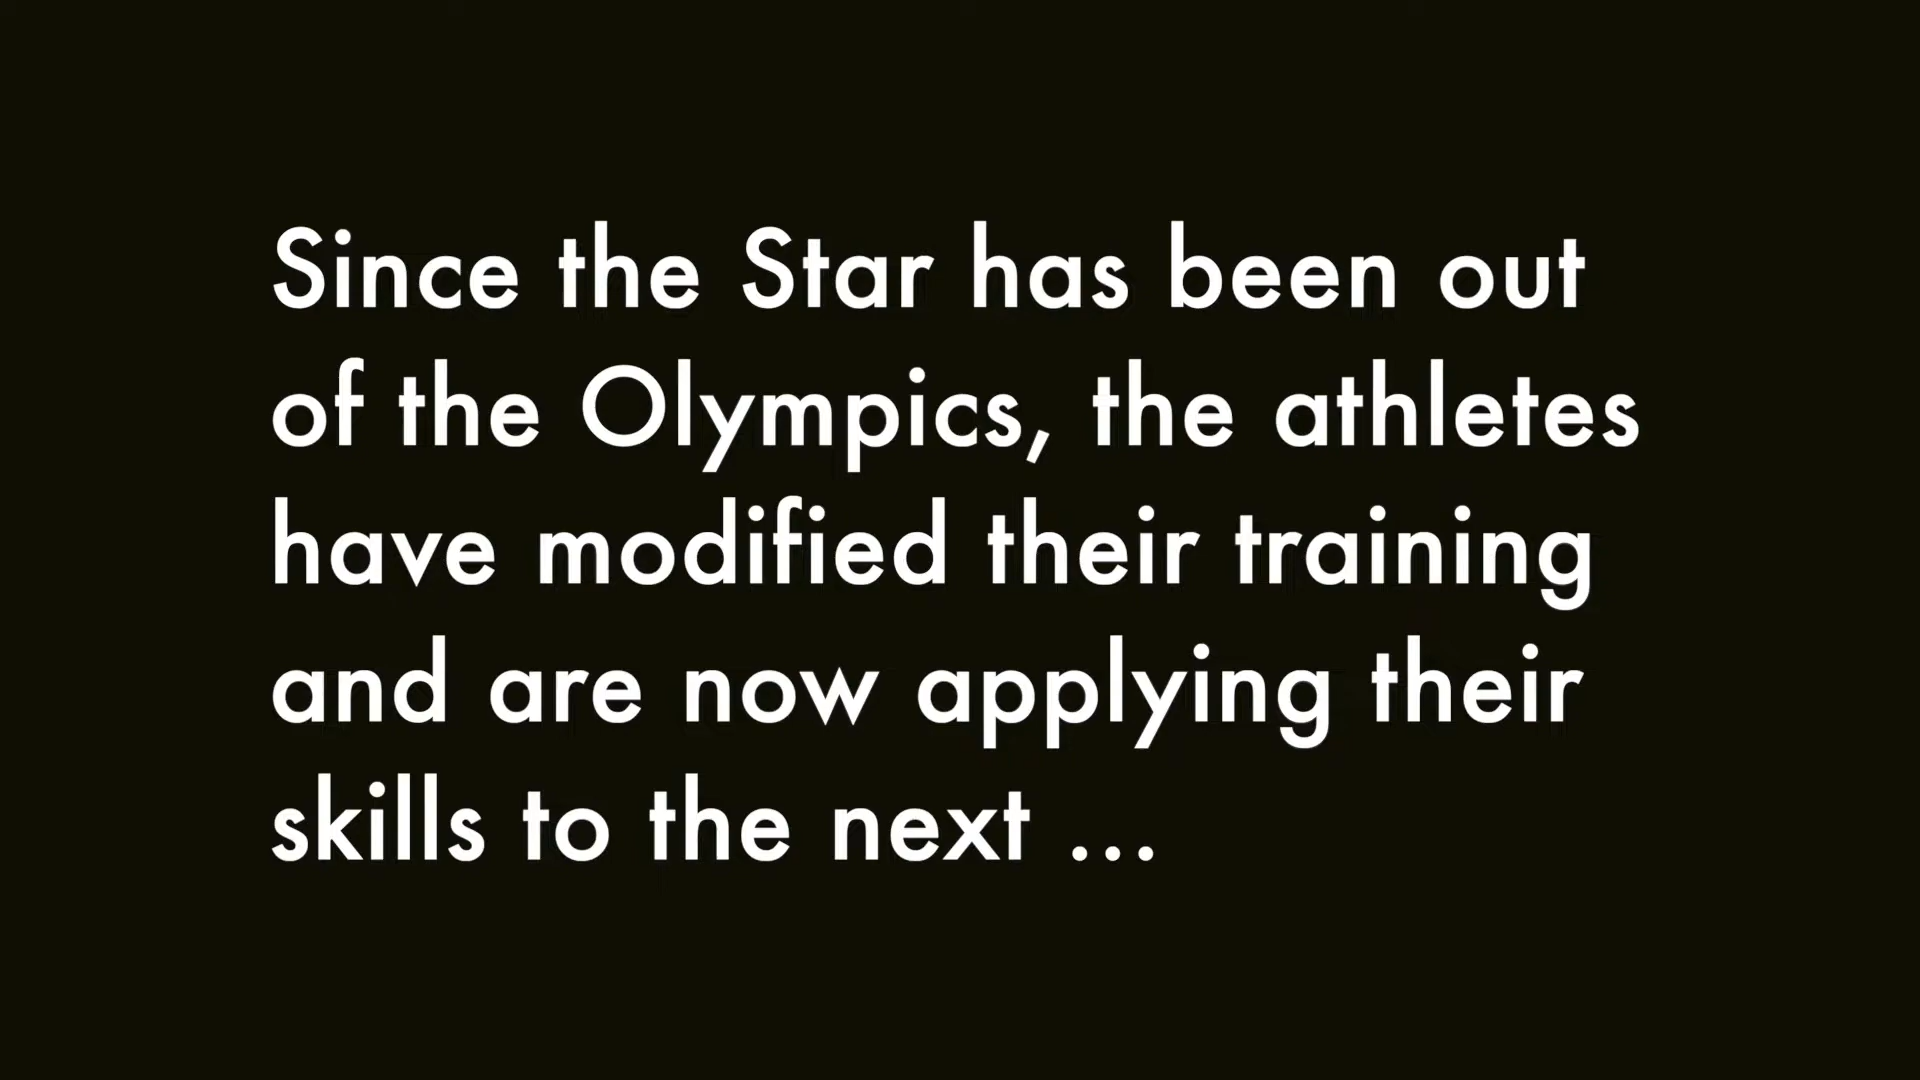 Since the Star has been out
of the Olympics, the athletes
have modified their training
and are now applying their
skills to the next ...